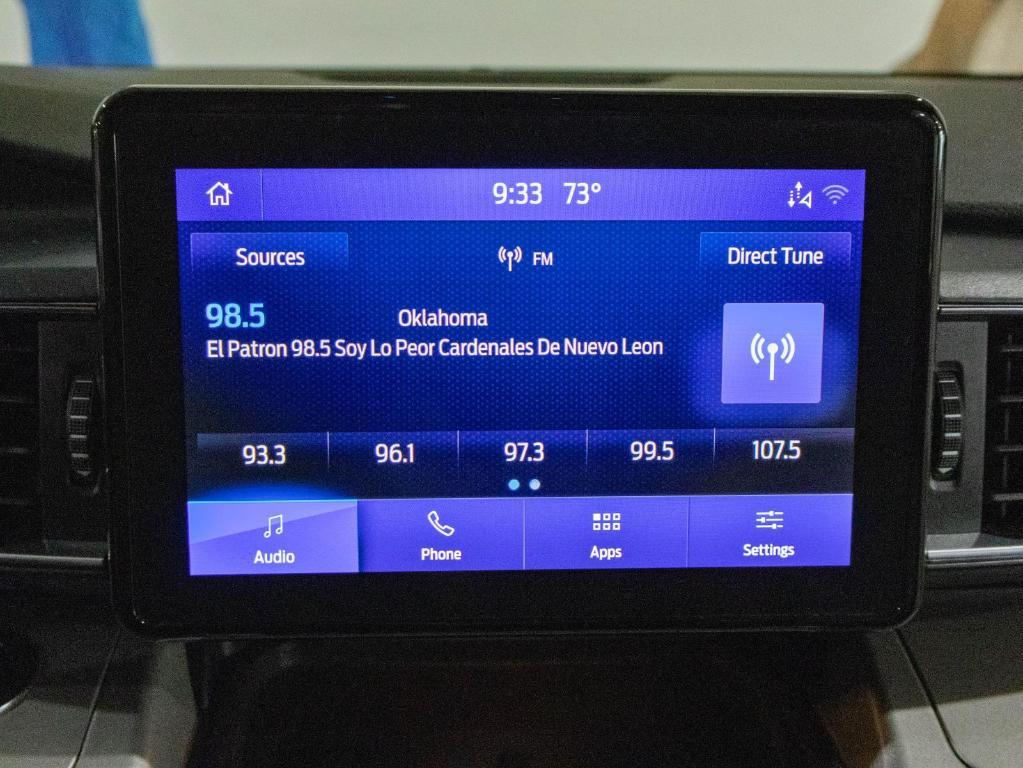 9:33 73°
Sources FM Direct Tune
98.5 Oklahoma
El Patron 98.5 Soy Lo Peor Cardenales De Nuevo Leon
93.3 96.1 97.3 99.5 107.5
Audio Phone Apps Settings